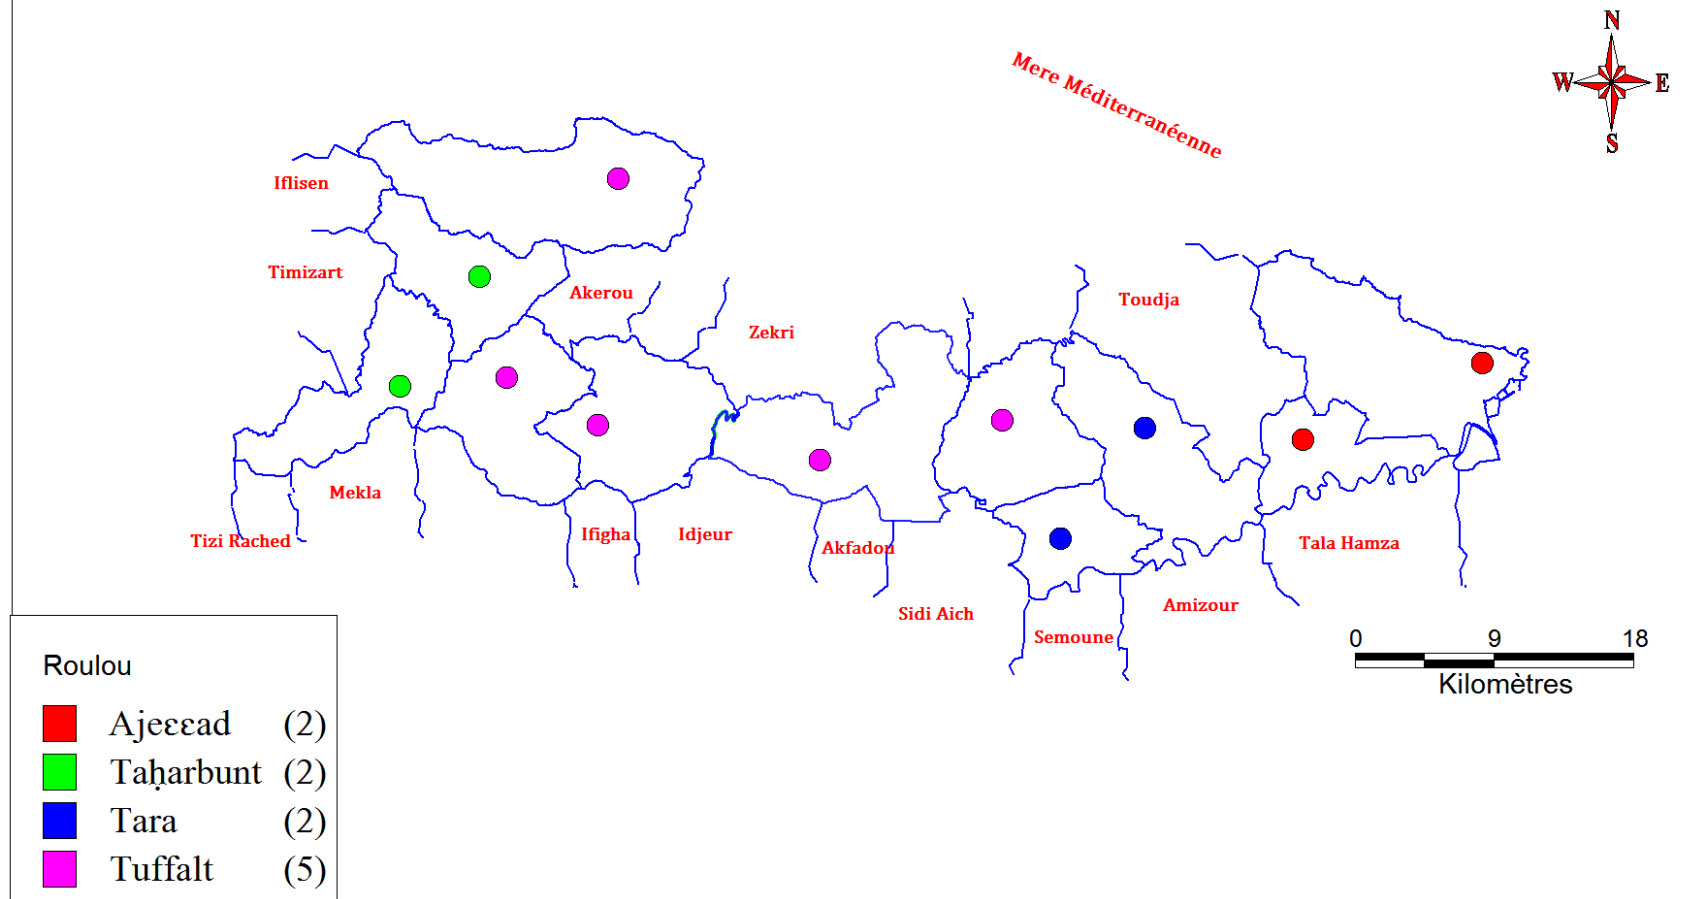 N
W E
S
Mere Méditerranéenne
Iflisen
Timizart
Akerou
Toudja
Zekri
Mekla
Tizi Rached
Ifigha
Idjeur
Akfadou
Tala Hamza
Sidi Aich
Amizour
Semoune
0 9 18
Kilomètres
Roulou
Ajeɛɛad (2)
Taḥarbunt (2)
Tara (2)
Tuffalt (5)